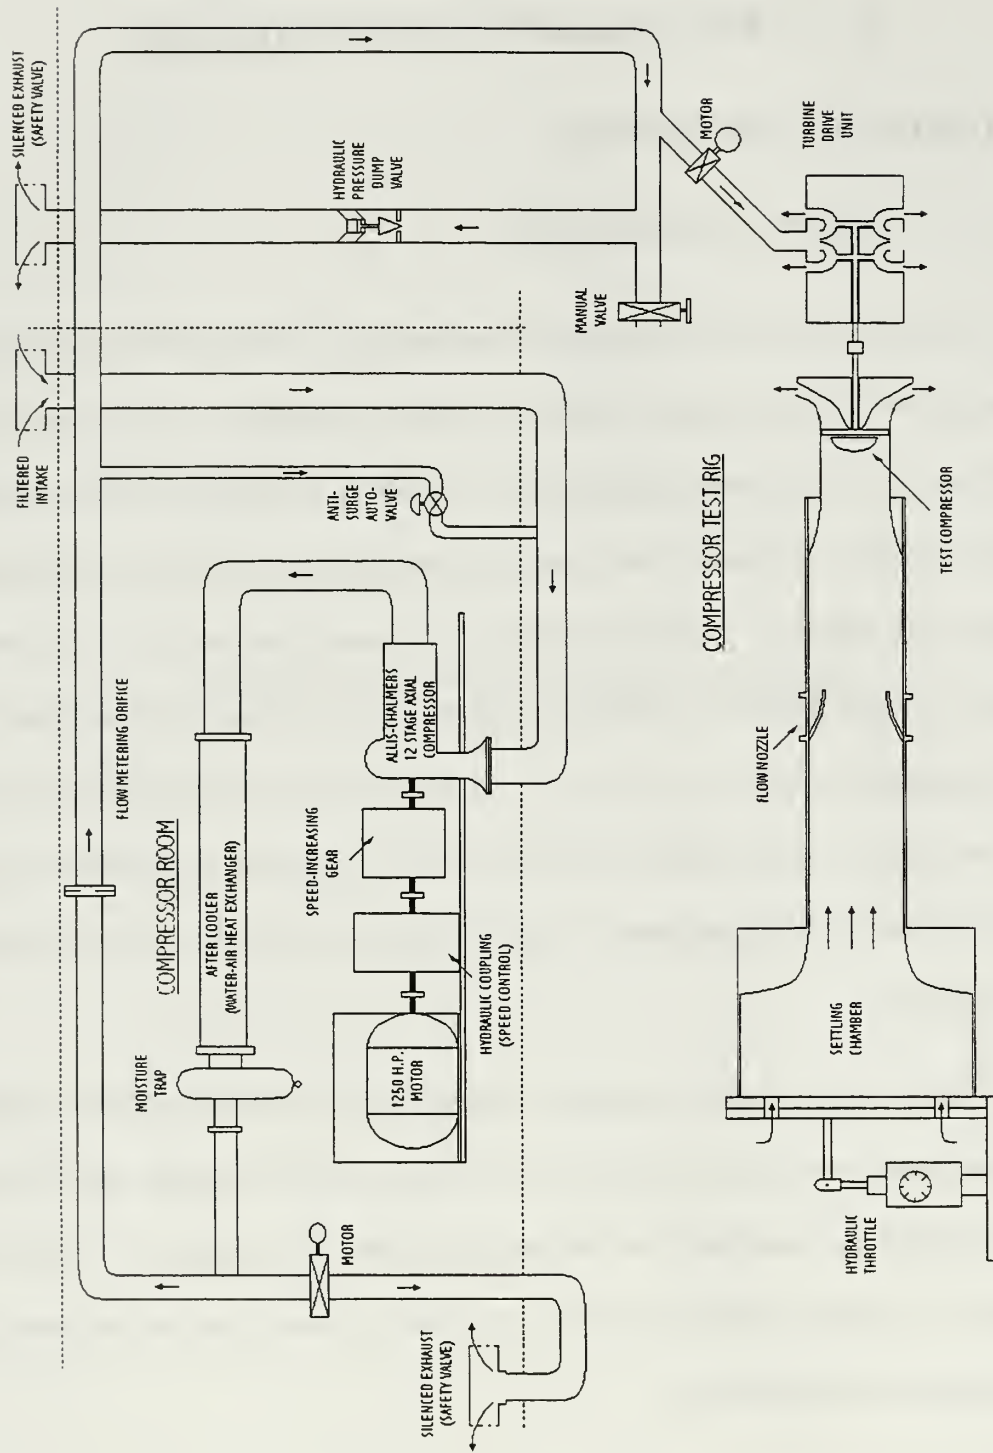 SILENCED EXHAUST
(SAFETY VALVE)
FILTERED
INTAKE
FLOW METERING ORIFICE
HYDRAULIC
PRESSURE
DUMP
VALVE
ANTI-
SURGE
AUTO-
VALVE
COMPRESSOR ROOM
MOISTURE
TRAP
AFTER COOLER
(WATER-AIR HEAT EXCHANGER)
SPEED-INCREASING
GEAR
ALLIS-CHALMERS
12 STAGE AXIAL
COMPRESSOR
1250 H.P.
MOTOR
HYDRAULIC COUPLING
(SPEED CONTROL)
MOTOR
SILENCED EXHAUST
(SAFETY VALVE)
MANUAL
VALVE
MOTOR
TURBINE
DRIVE
UNIT
COMPRESSOR TEST RIG
FLOW NOZZLE
TEST COMPRESSOR
SETTLING
CHAMBER
HYDRAULIC
THROTTLE